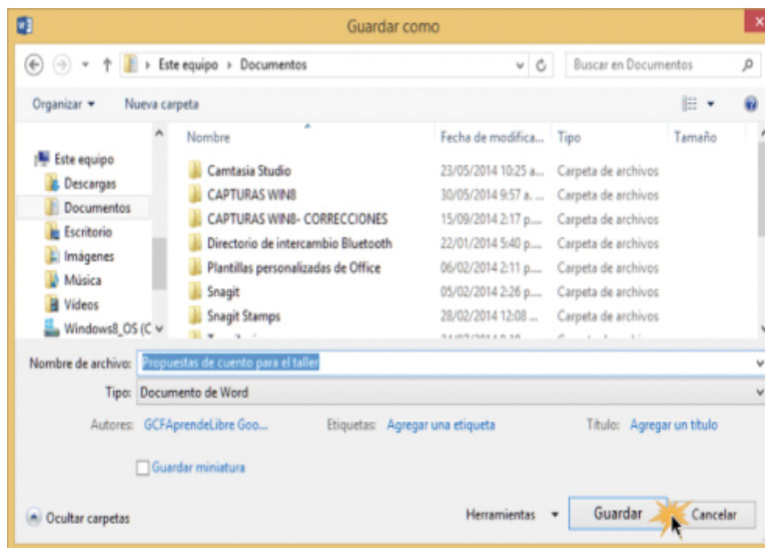 Guardar como
Este equipo Documentos
Buscar en Documentos
Organizar Nueva carpeta
Nombre Fecha de modifica... Tipo Tamaño
Este equipo
Descargas
Documentos
Escritorio
Imágenes
Música
Vídeos
Windows8_OS (C
Camtasia Studio 23/05/2014 10:25 a... Carpeta de archivos
CAPTURAS WIN8 30/05/2014 9:57 a. ... Carpeta de archivos
CAPTURAS WIN8- CORRECCIONES 15/09/2014 2:17 p.... Carpeta de archivos
Directorio de intercambio Bluetooth 22/01/2014 5:40 p.... Carpeta de archivos
Plantillas personalizadas de Office 06/02/2014 2:11 p.... Carpeta de archivos
Snagit 05/02/2014 2:26 p.... Carpeta de archivos
Snagit Stamps 28/02/2014 12:08 ... Carpeta de archivos
Nombre de archivo: Propuestas de cuento para el taller
Tipo: Documento de Word
Autores: GCFAprendeLibre Goo... Etiquetas: Agregar una etiqueta Título: Agregar un título
Guardar miniatura
Ocultar carpetas Herramientas Guardar Cancelar